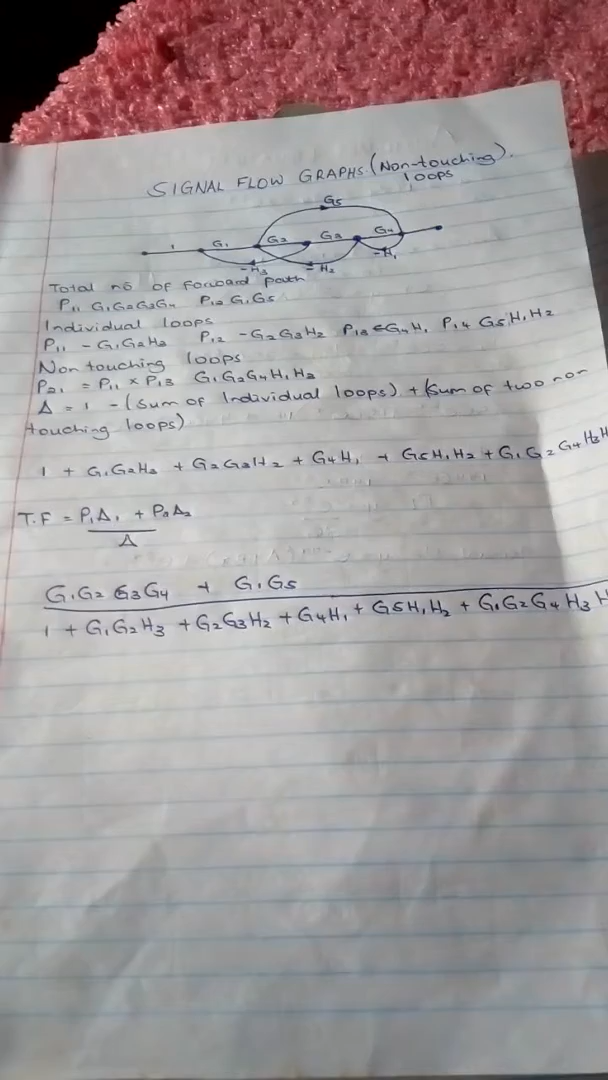 SIGNAL FLOW GRAPHS (Non-touching)
loops
G5
1 G1 G2 G3 G4
-H3 -H2 -H1
Total no of forward path
P11 G1G2G3G4 P12 G1G5
Individual loops
P11 - G1G2H3 P12 -G2G3H2 P13 G4H1 P14 G5H1H2
Non touching loops
P21 = P11 x P13 G1G2G4H1H3
Δ = 1 - (sum of Individual loops) + (sum of two non
touching loops)
1 + G1G2H3 + G2G3H2 + G4H1 + G5H1H2 + G1G2G4H3H
T.F = P1Δ1 + P2Δ2
Δ
G1G2G3G4 + G1G5
1 + G1G2H3 + G2G3H2 + G4H1 + G5H1H2 + G1G2G4H3H